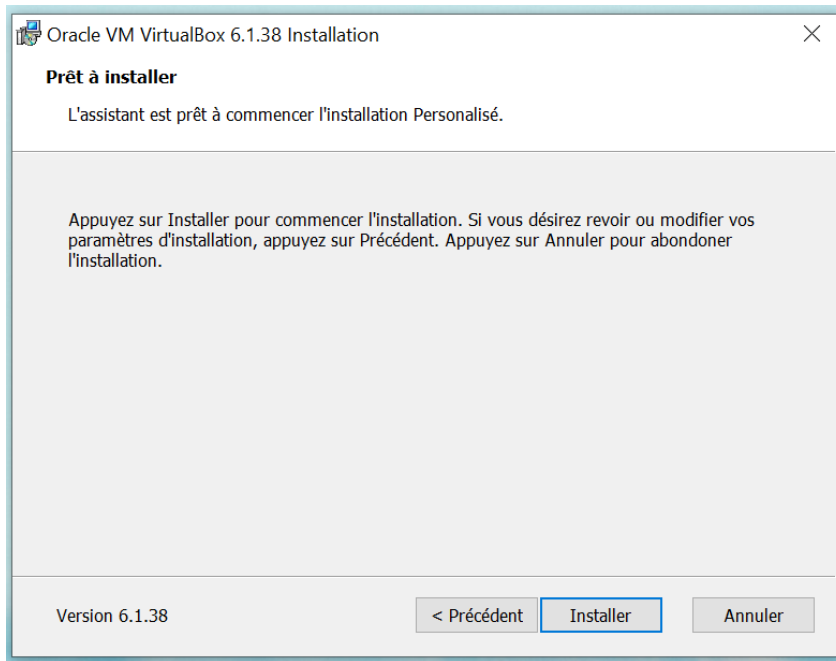 Oracle VM VirtualBox 6.1.38 Installation
Prêt à installer
L'assistant est prêt à commencer l'installation Personalisé.
Appuyez sur Installer pour commencer l'installation. Si vous désirez revoir ou modifier vos
paramètres d'installation, appuyez sur Précédent. Appuyez sur Annuler pour abondoner
l'installation.
Version 6.1.38
< Précédent
Installer
Annuler